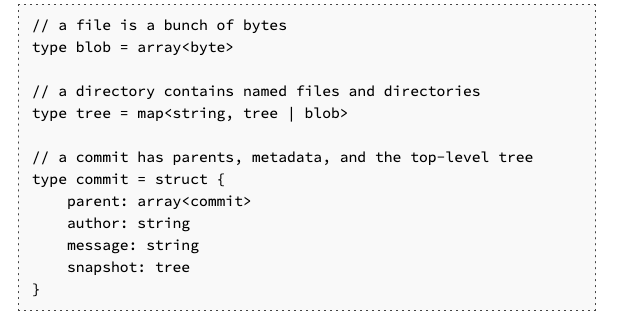 // a file is a bunch of bytes
type blob = array<byte>

// a directory contains named files and directories
type tree = map<string, tree | blob>

// a commit has parents, metadata, and the top-level tree
type commit = struct {
    parent: array<commit>
    author: string
    message: string
    snapshot: tree
}